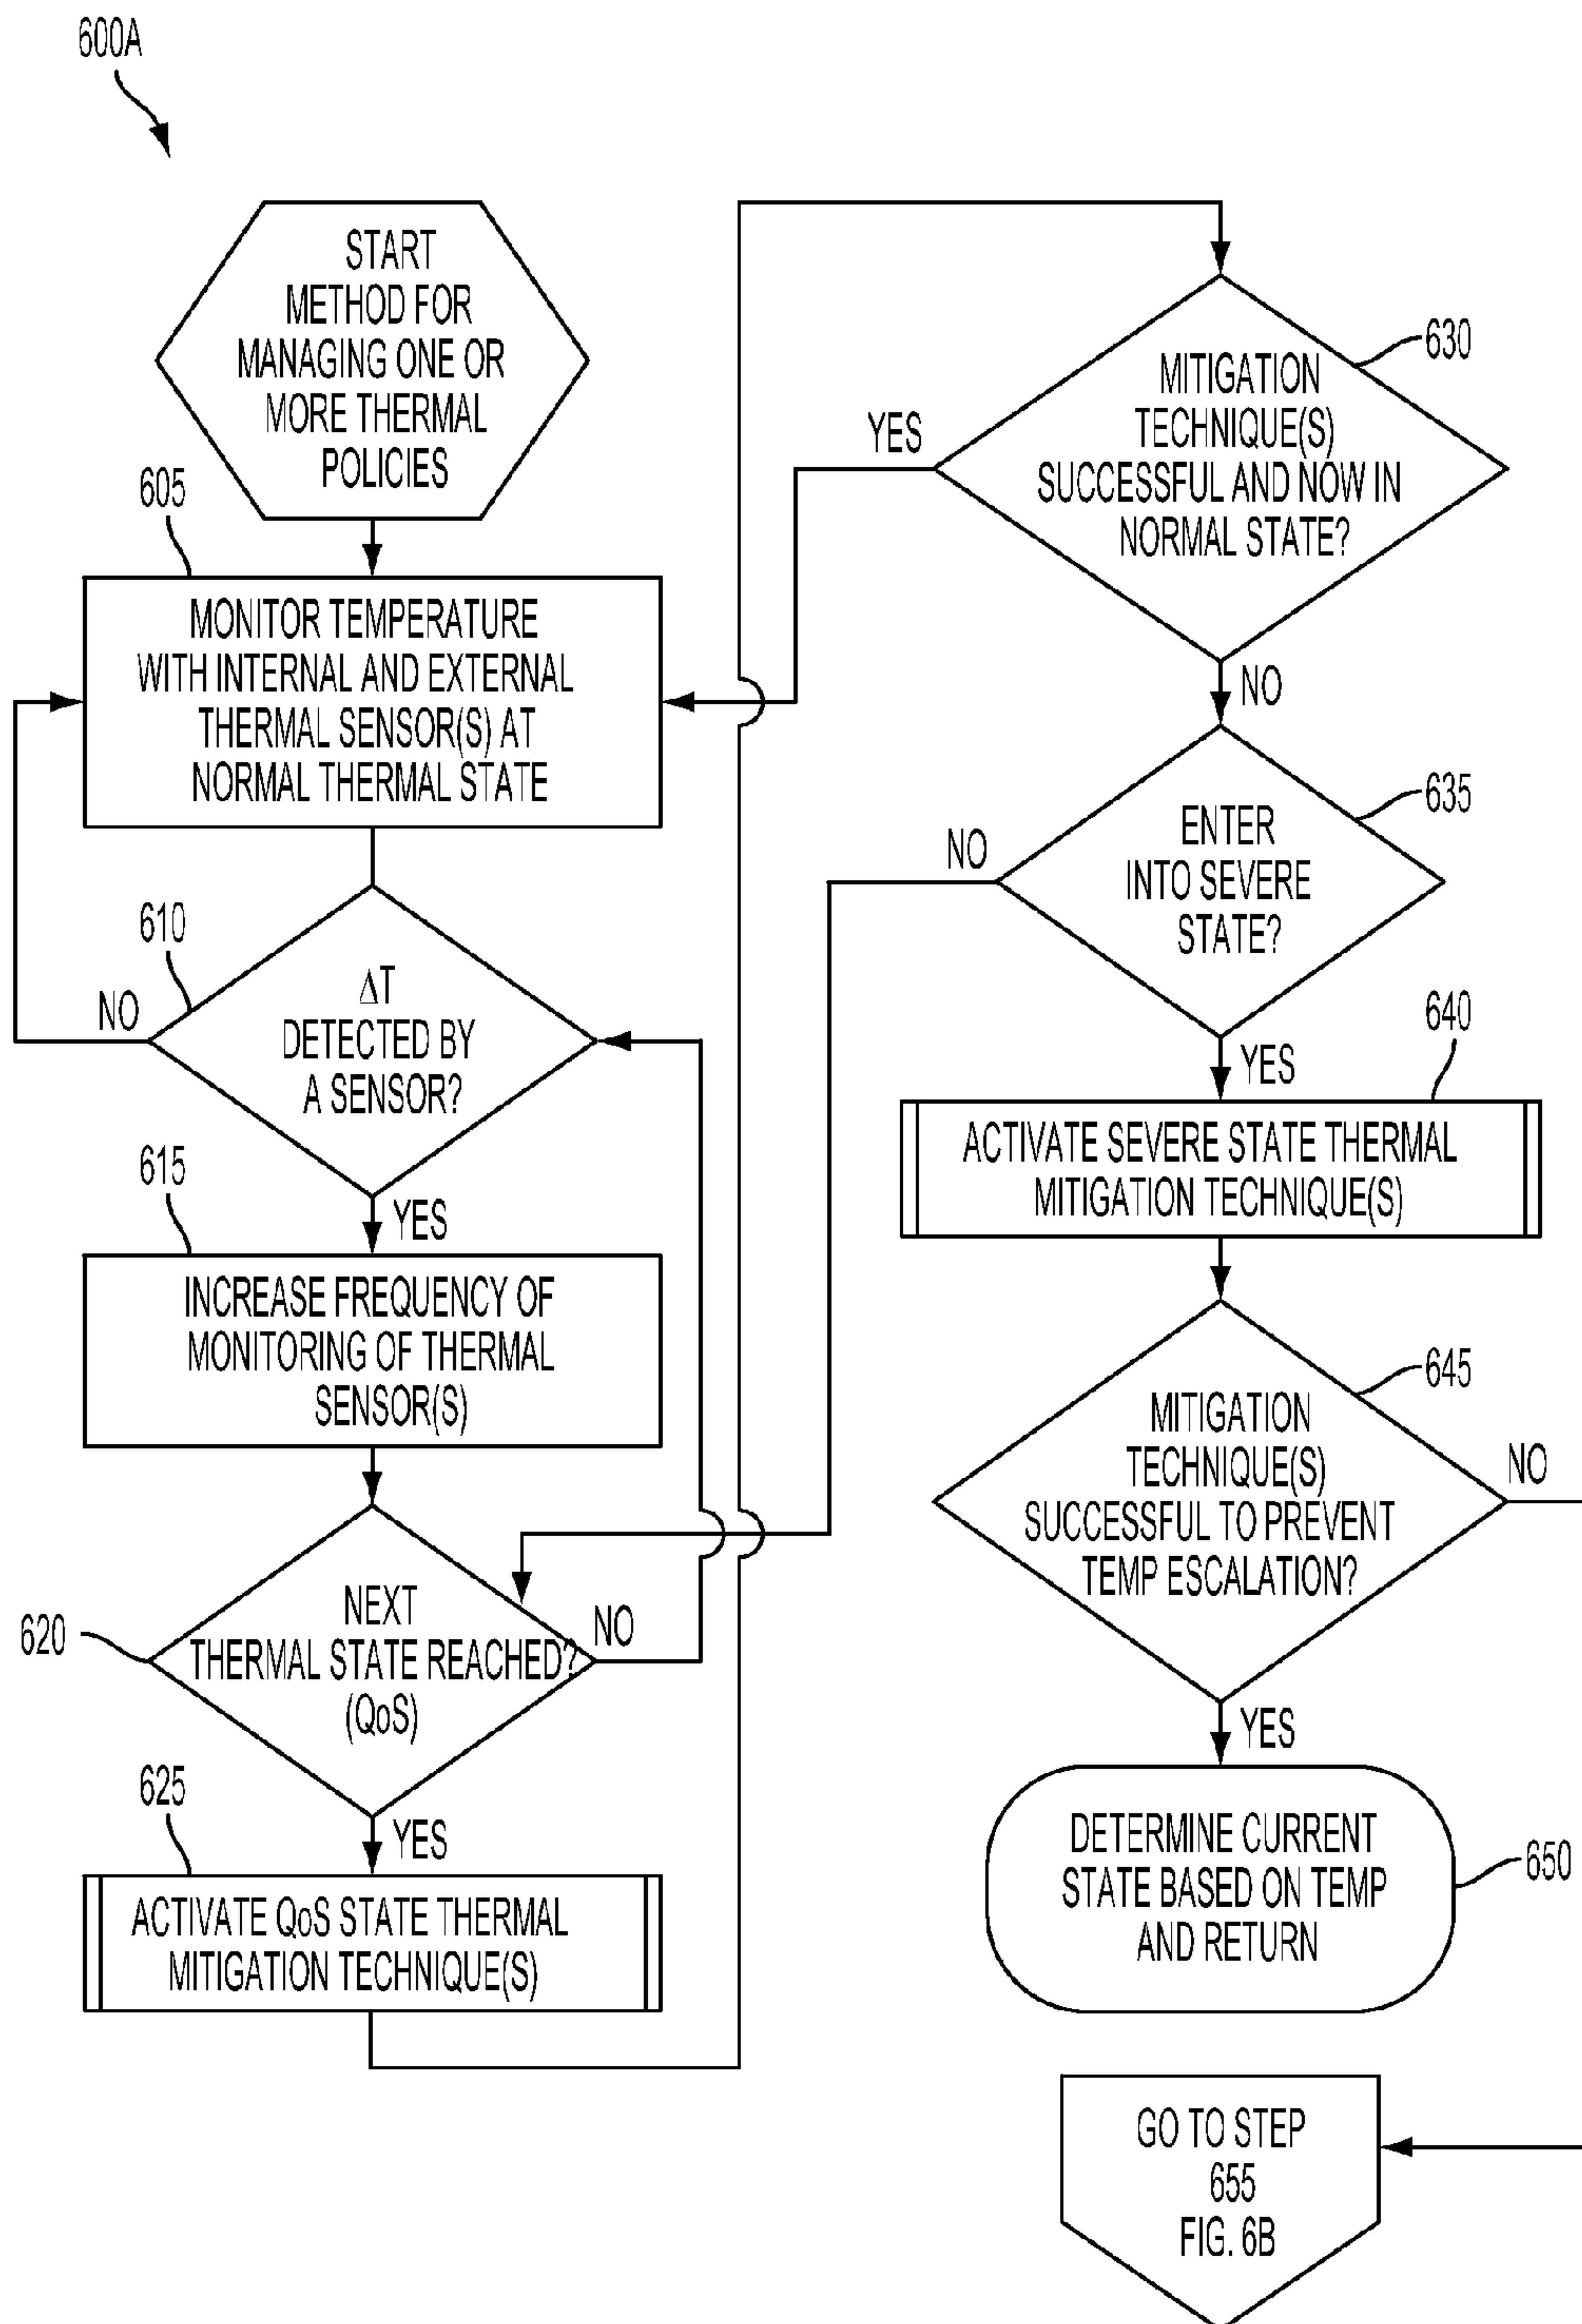 600A
START
METHOD FOR
MANAGING ONE OR
MORE THERMAL
POLICIES
605
MONITOR TEMPERATURE
WITH INTERNAL AND EXTERNAL
THERMAL SENSOR(S) AT
NORMAL THERMAL STATE
610
NO
ΔT
DETECTED BY
A SENSOR?
YES
615
INCREASE FREQUENCY OF
MONITORING OF THERMAL
SENSOR(S)
620
NEXT
THERMAL STATE REACHED?
(QoS)
NO
YES
625
ACTIVATE QoS STATE THERMAL
MITIGATION TECHNIQUE(S)
630
YES
MITIGATION
TECHNIQUE(S)
SUCCESSFUL AND NOW IN
NORMAL STATE?
NO
635
NO
ENTER
INTO SEVERE
STATE?
YES
640
ACTIVATE SEVERE STATE THERMAL
MITIGATION TECHNIQUE(S)
645
MITIGATION
TECHNIQUE(S)
SUCCESSFUL TO PREVENT
TEMP ESCALATION?
NO
YES
650
DETERMINE CURRENT
STATE BASED ON TEMP
AND RETURN
GO TO STEP
655
FIG. 6B